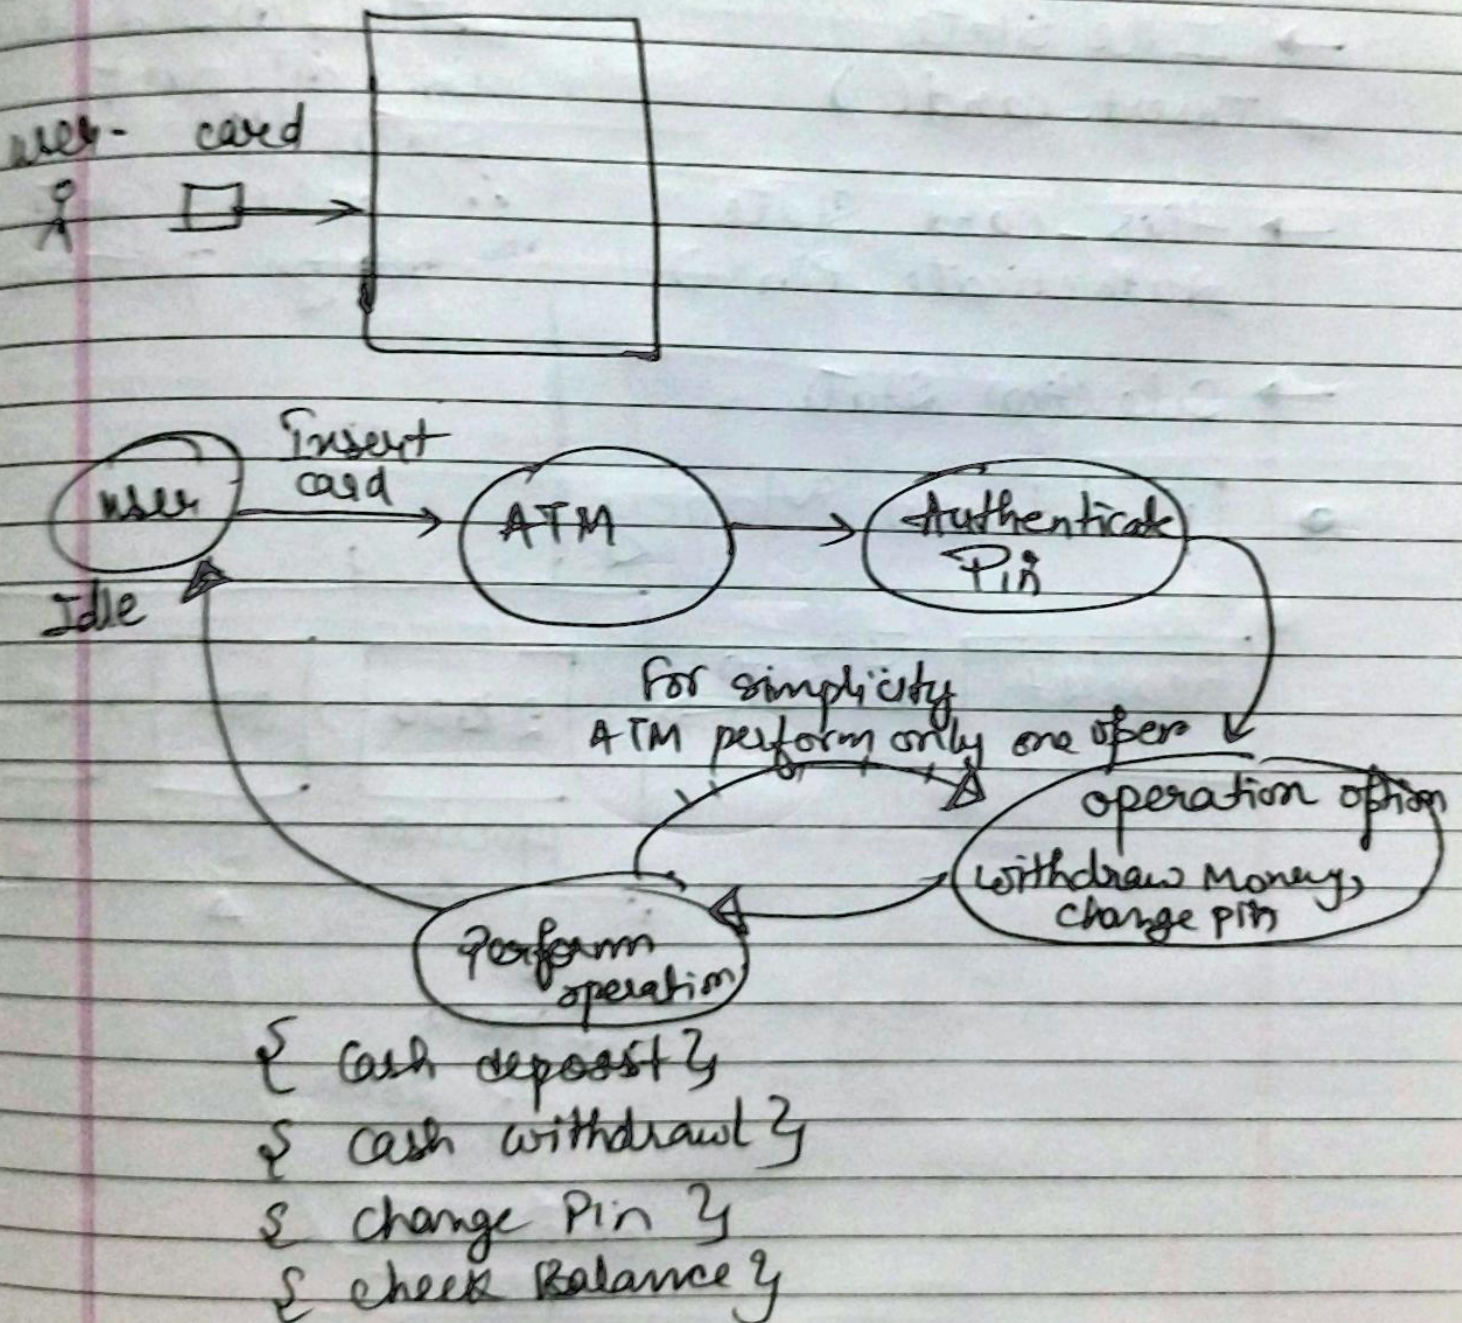 user- card
Insert
card
user
ATM
Authenticate
Pin
Idle
For simplicity
ATM perform only one oper
operation option
withdraw Money,
change pin
Perform
operation
{ cash deposit }
{ cash withdrawl }
{ change Pin }
{ check Balance }